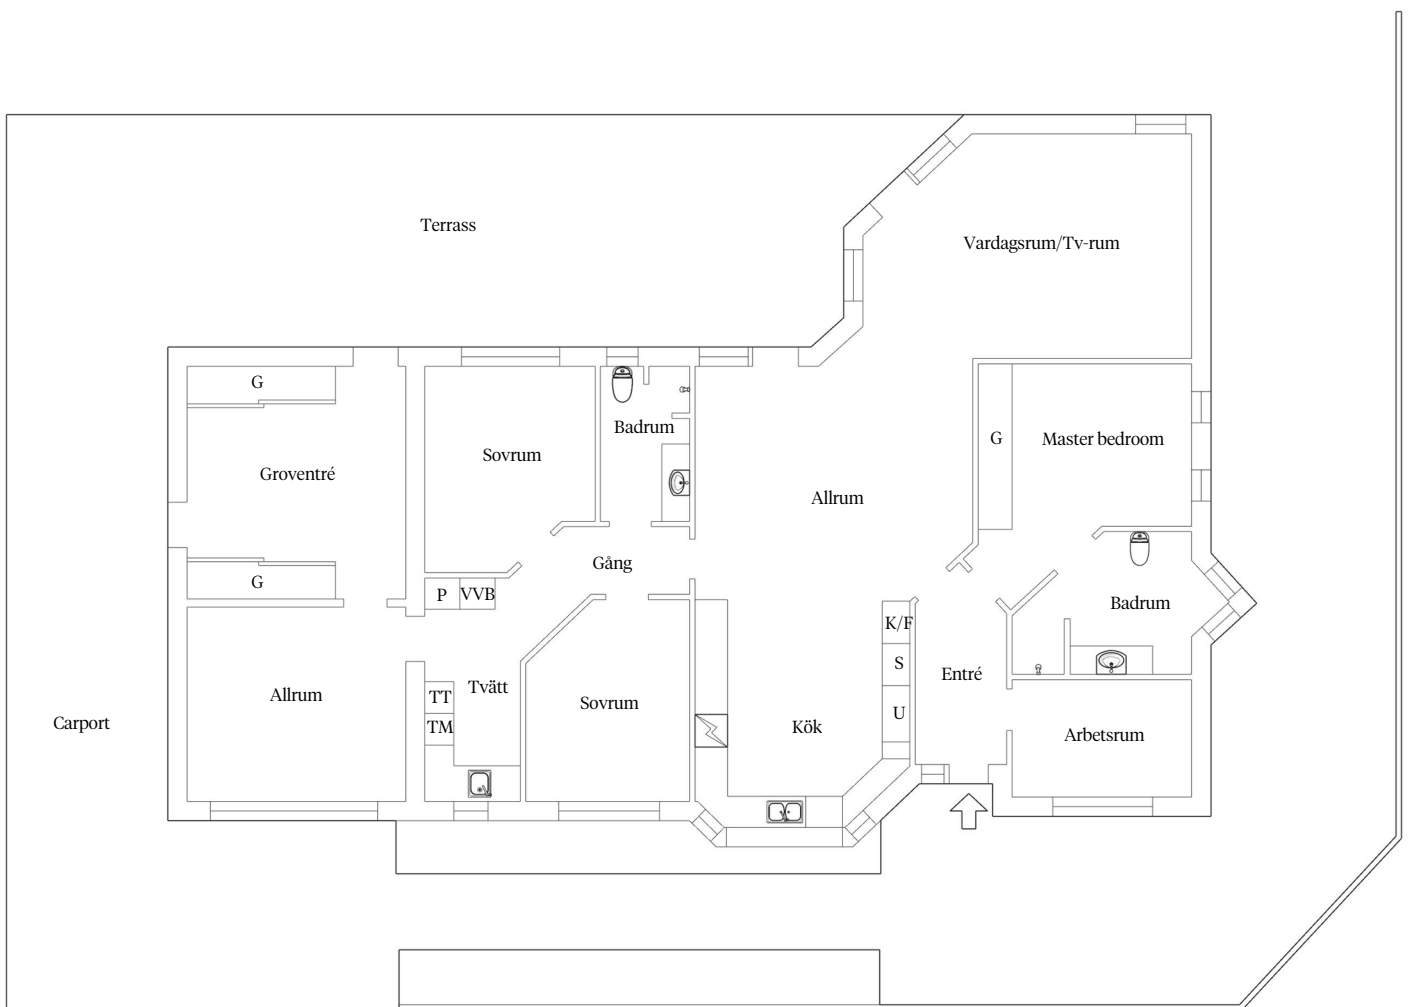 Terrass
Vardagsrum/Tv-rum
G
Badrum
Sovrum
G
Master bedroom
Groventré
Allrum
Gång
G
P
VVB
Badrum
K/F
S
Entré
Tvätt
Allrum
TT
Sovrum
U
Carport
TM
Kök
Arbetsrum